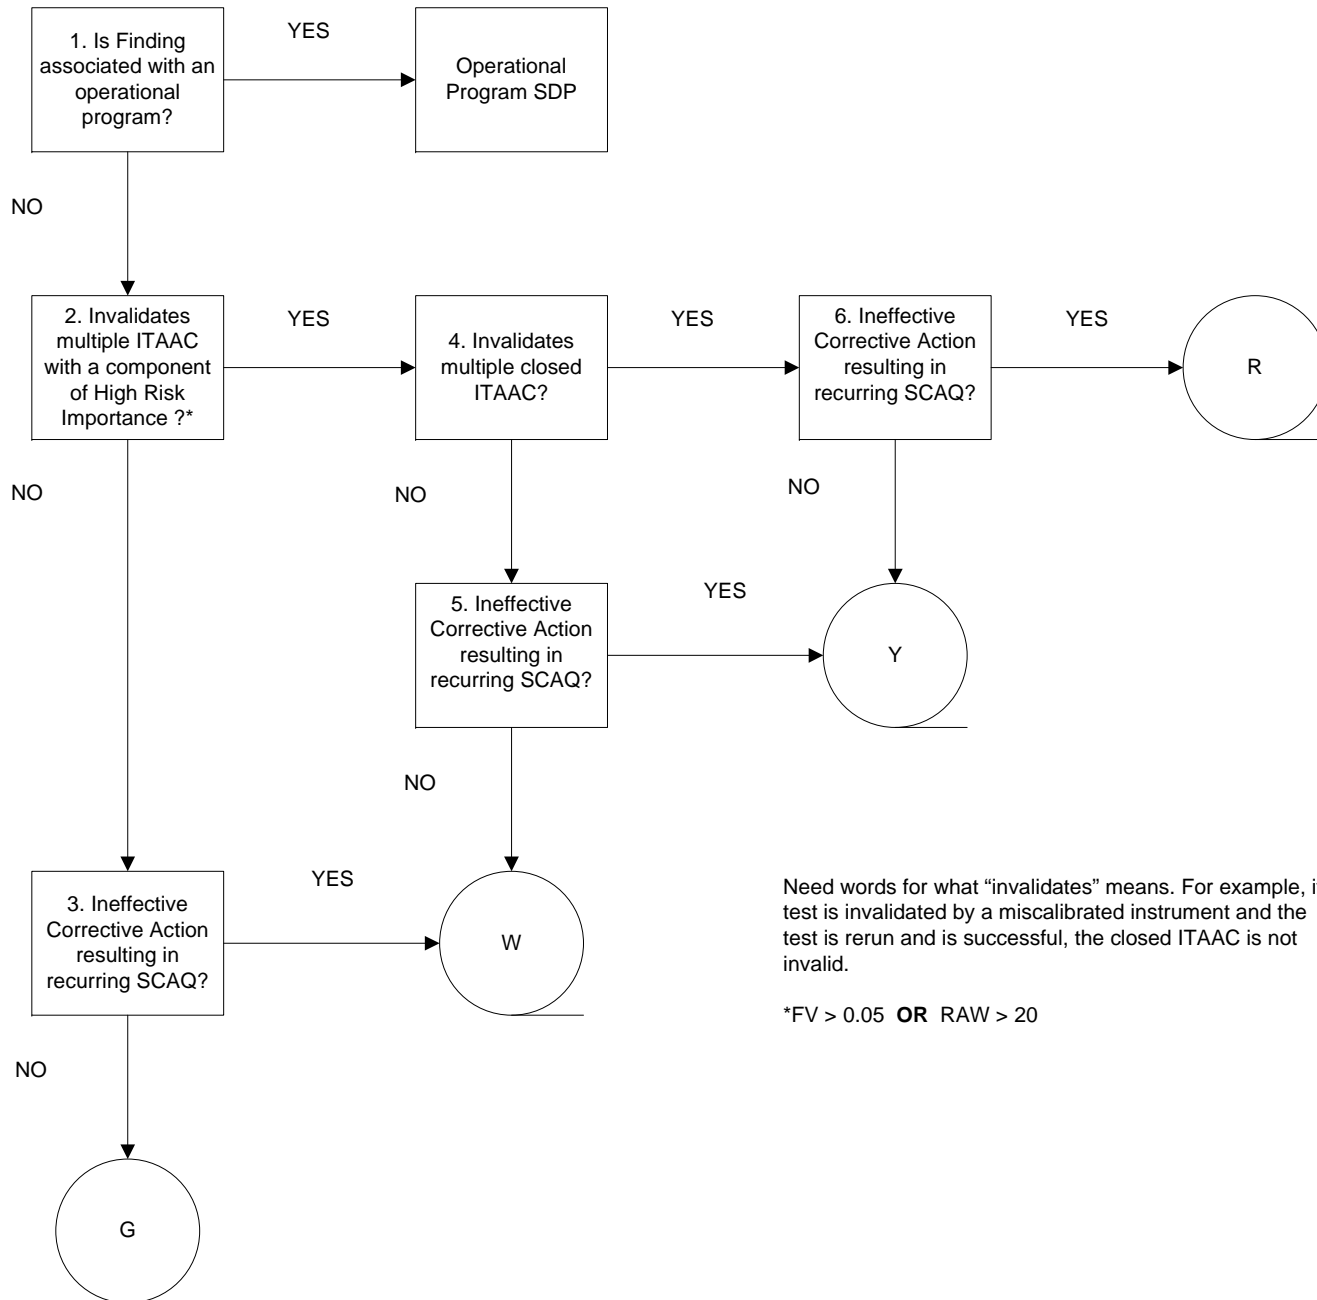 1. Is Finding
associated with an
operational
program?
YES
Operational
Program SDP
NO
2. Invalidates
multiple ITAAC
with a component
of High Risk
Importance ?*
YES
4. Invalidates
multiple closed
ITAAC?
YES
6. Ineffective
Corrective Action
resulting in
recurring SCAQ?
YES
R
NO
NO
NO
5. Ineffective
Corrective Action
resulting in
recurring SCAQ?
YES
Y
NO
3. Ineffective
Corrective Action
resulting in
recurring SCAQ?
YES
W
Need words for what “invalidates” means. For example,
test is invalidated by a miscalibrated instrument and the
test is rerun and is successful, the closed ITAAC is not
invalid.
*FV > 0.05 OR RAW > 20
NO
G